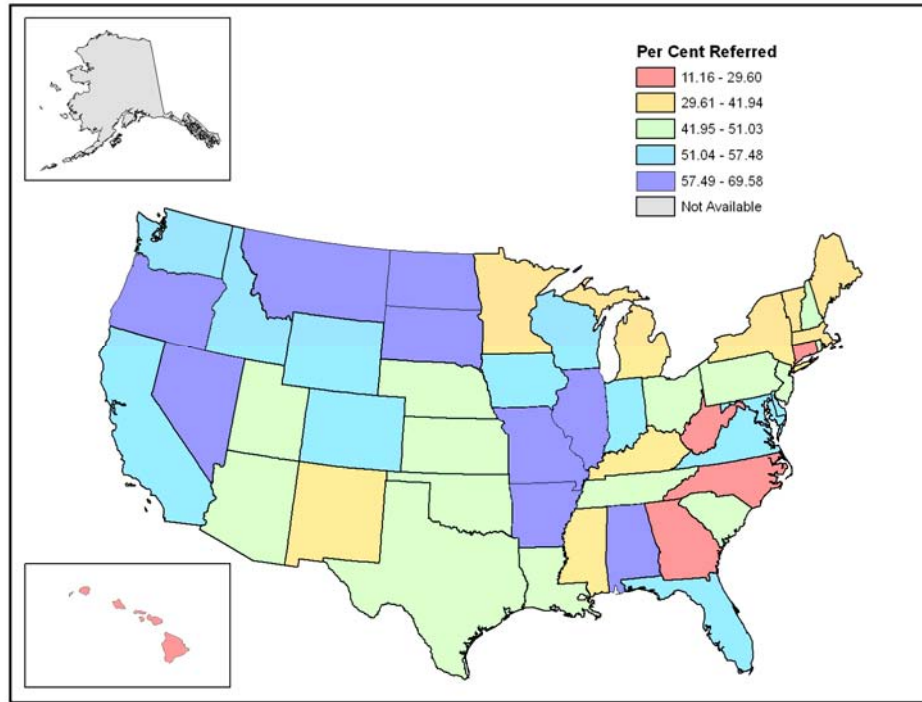 Per Cent Referred
11.16 - 29.60
29.61 - 41.94
41.95 - 51.03
51.04 - 57.48
57.49 - 69.58
Not Available